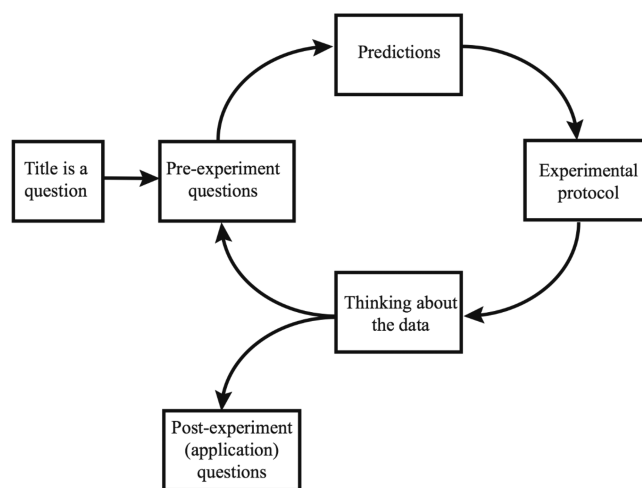 Predictions
Title is a
question
Pre-experiment
questions
Experimental
protocol
Thinking about
the data
Post-experiment
(application)
questions